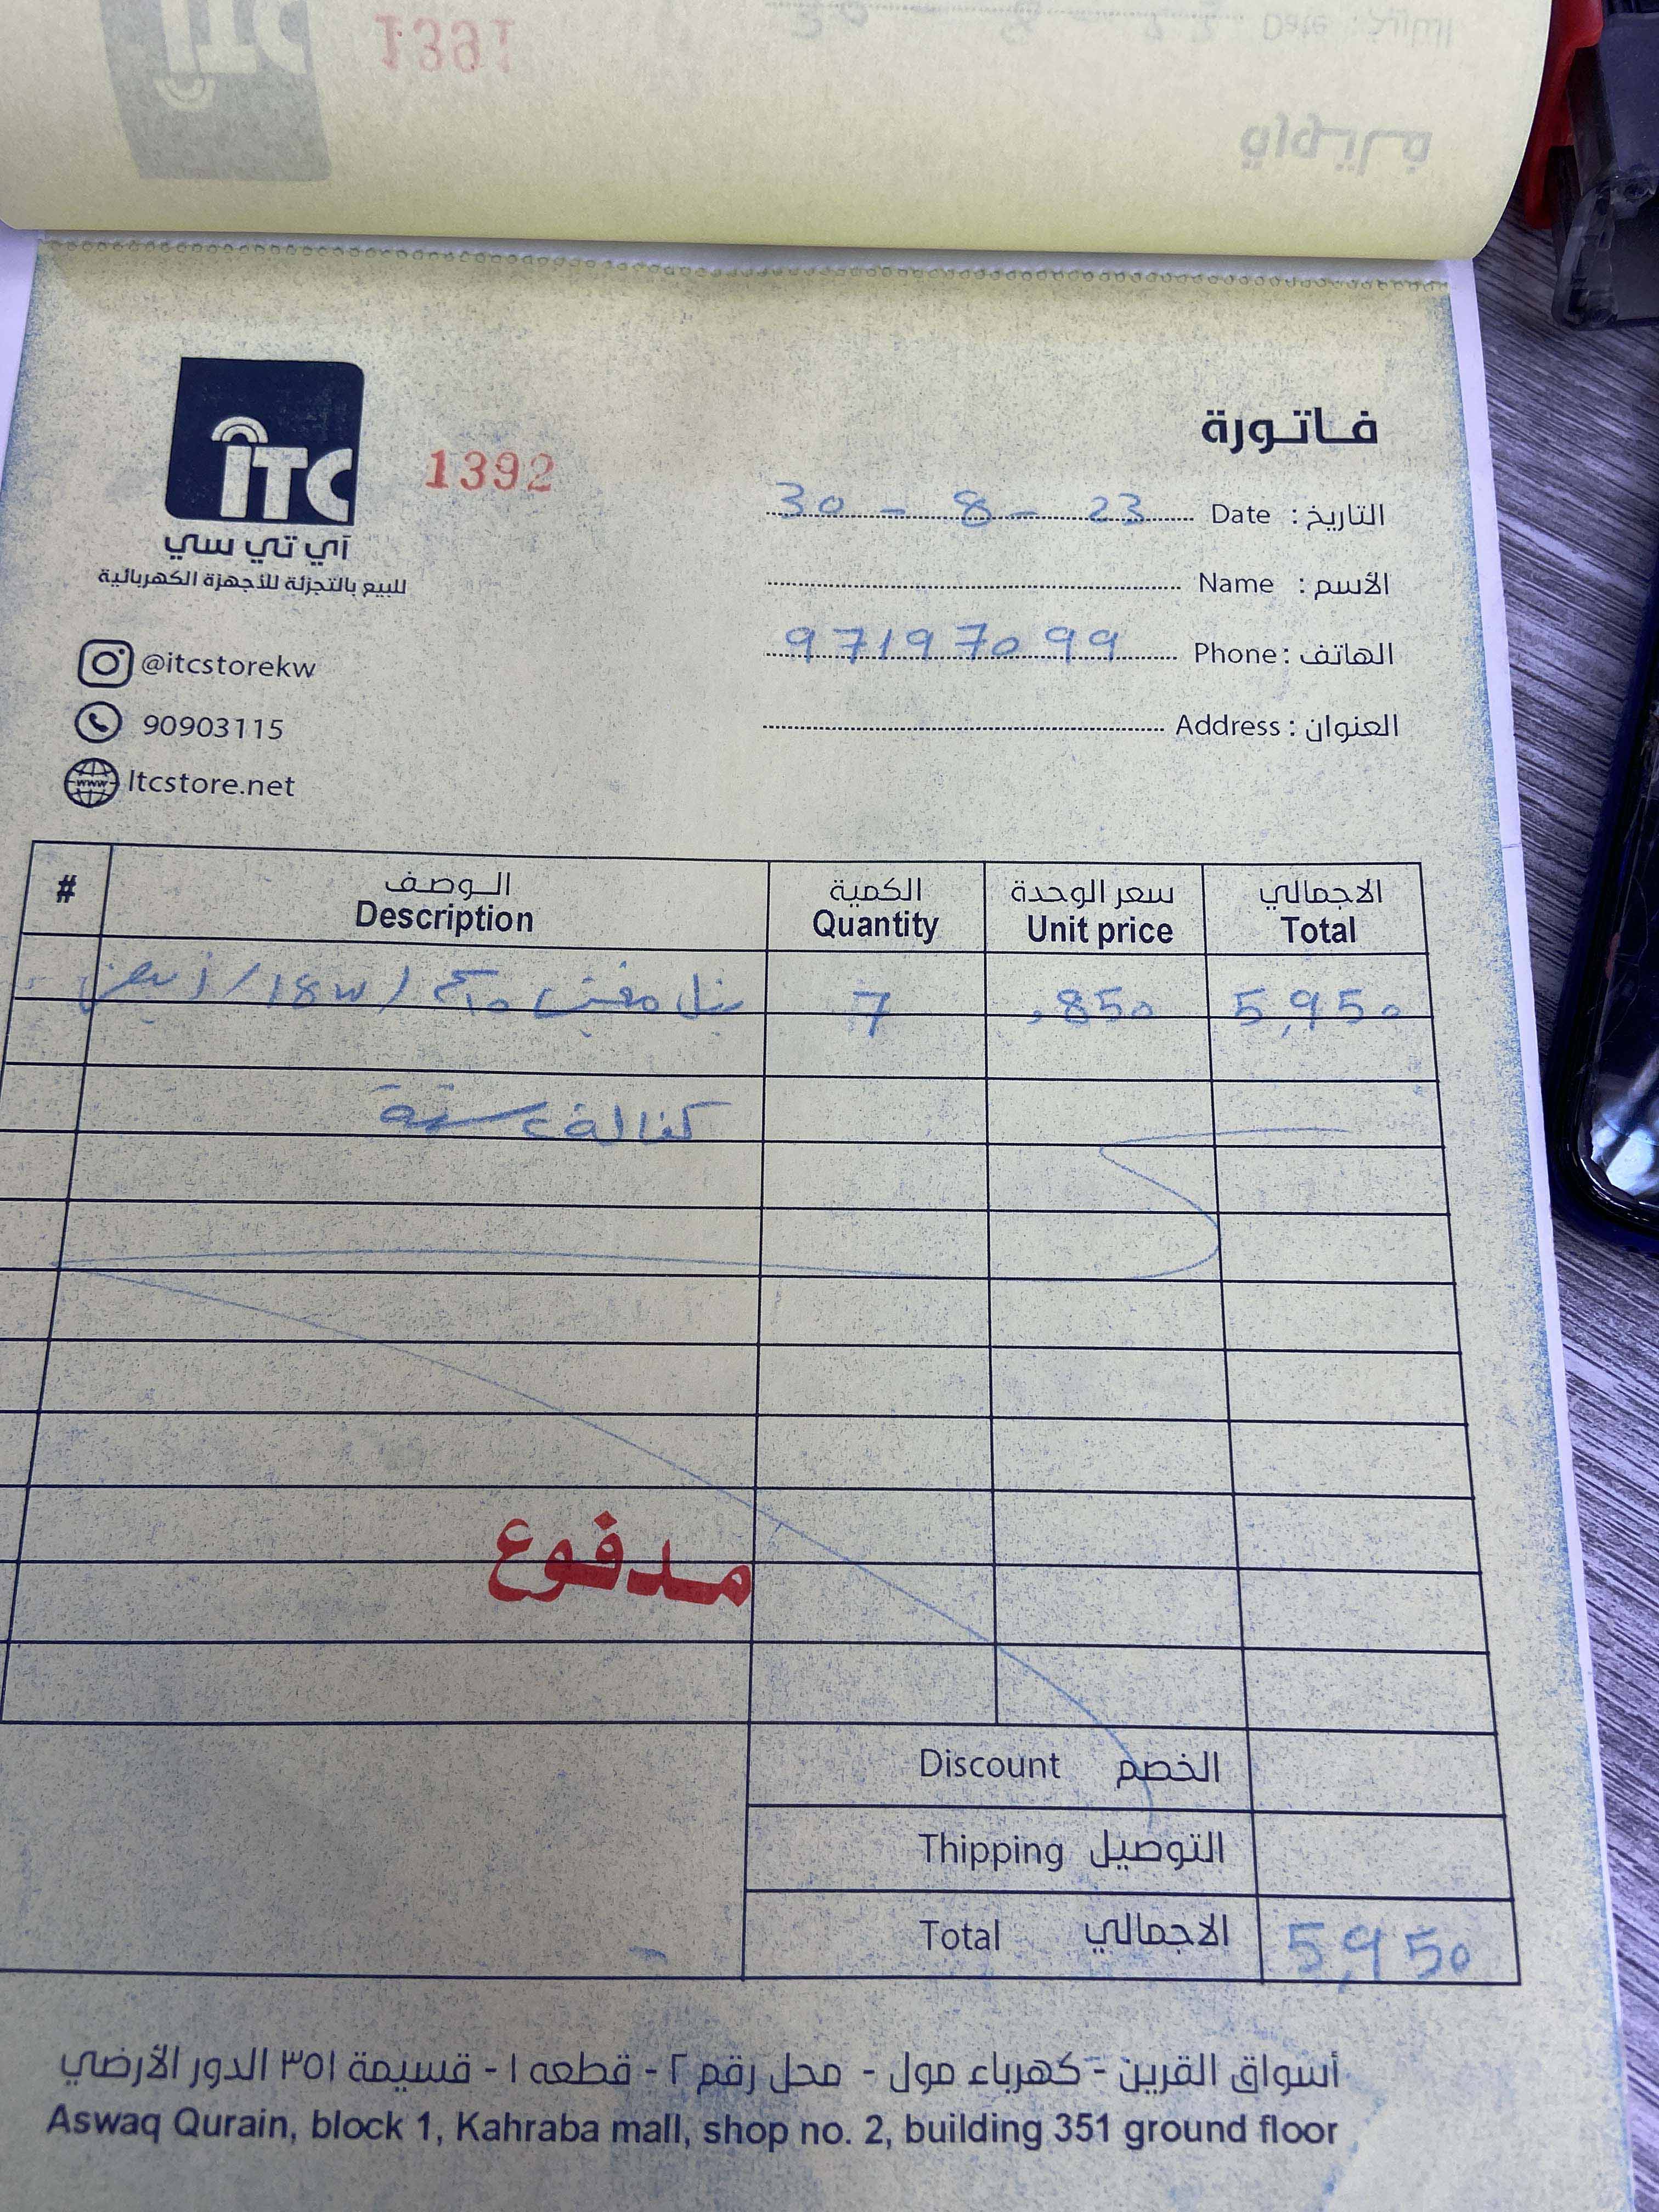 1391
iTC
آي تي سي
للبيع بالتجزئة للأجهزة الكهربائية
1392
@itcstorekw
90903115
www
Itcstore.net
فاتورة
التاريخ : Date 30 - 8 - 23
الأسم : Name
الهاتف : Phone 97197099
العنوان : Address
# الوصف الكمية سعر الوحدة الاجمالي
Description Quantity Unit price Total
18W / 7 ,850 5,950
كفالة سنة
مدفوع
Discount الخصم
Thipping التوصيل
Total الاجمالي 5,950
أسواق القرين - كهرباء مول - محل رقم ٢ - قطعه ١ - قسيمة ٣٥١ الدور الأرضي
Aswaq Qurain, block 1, Kahraba mall, shop no. 2, building 351 ground floor